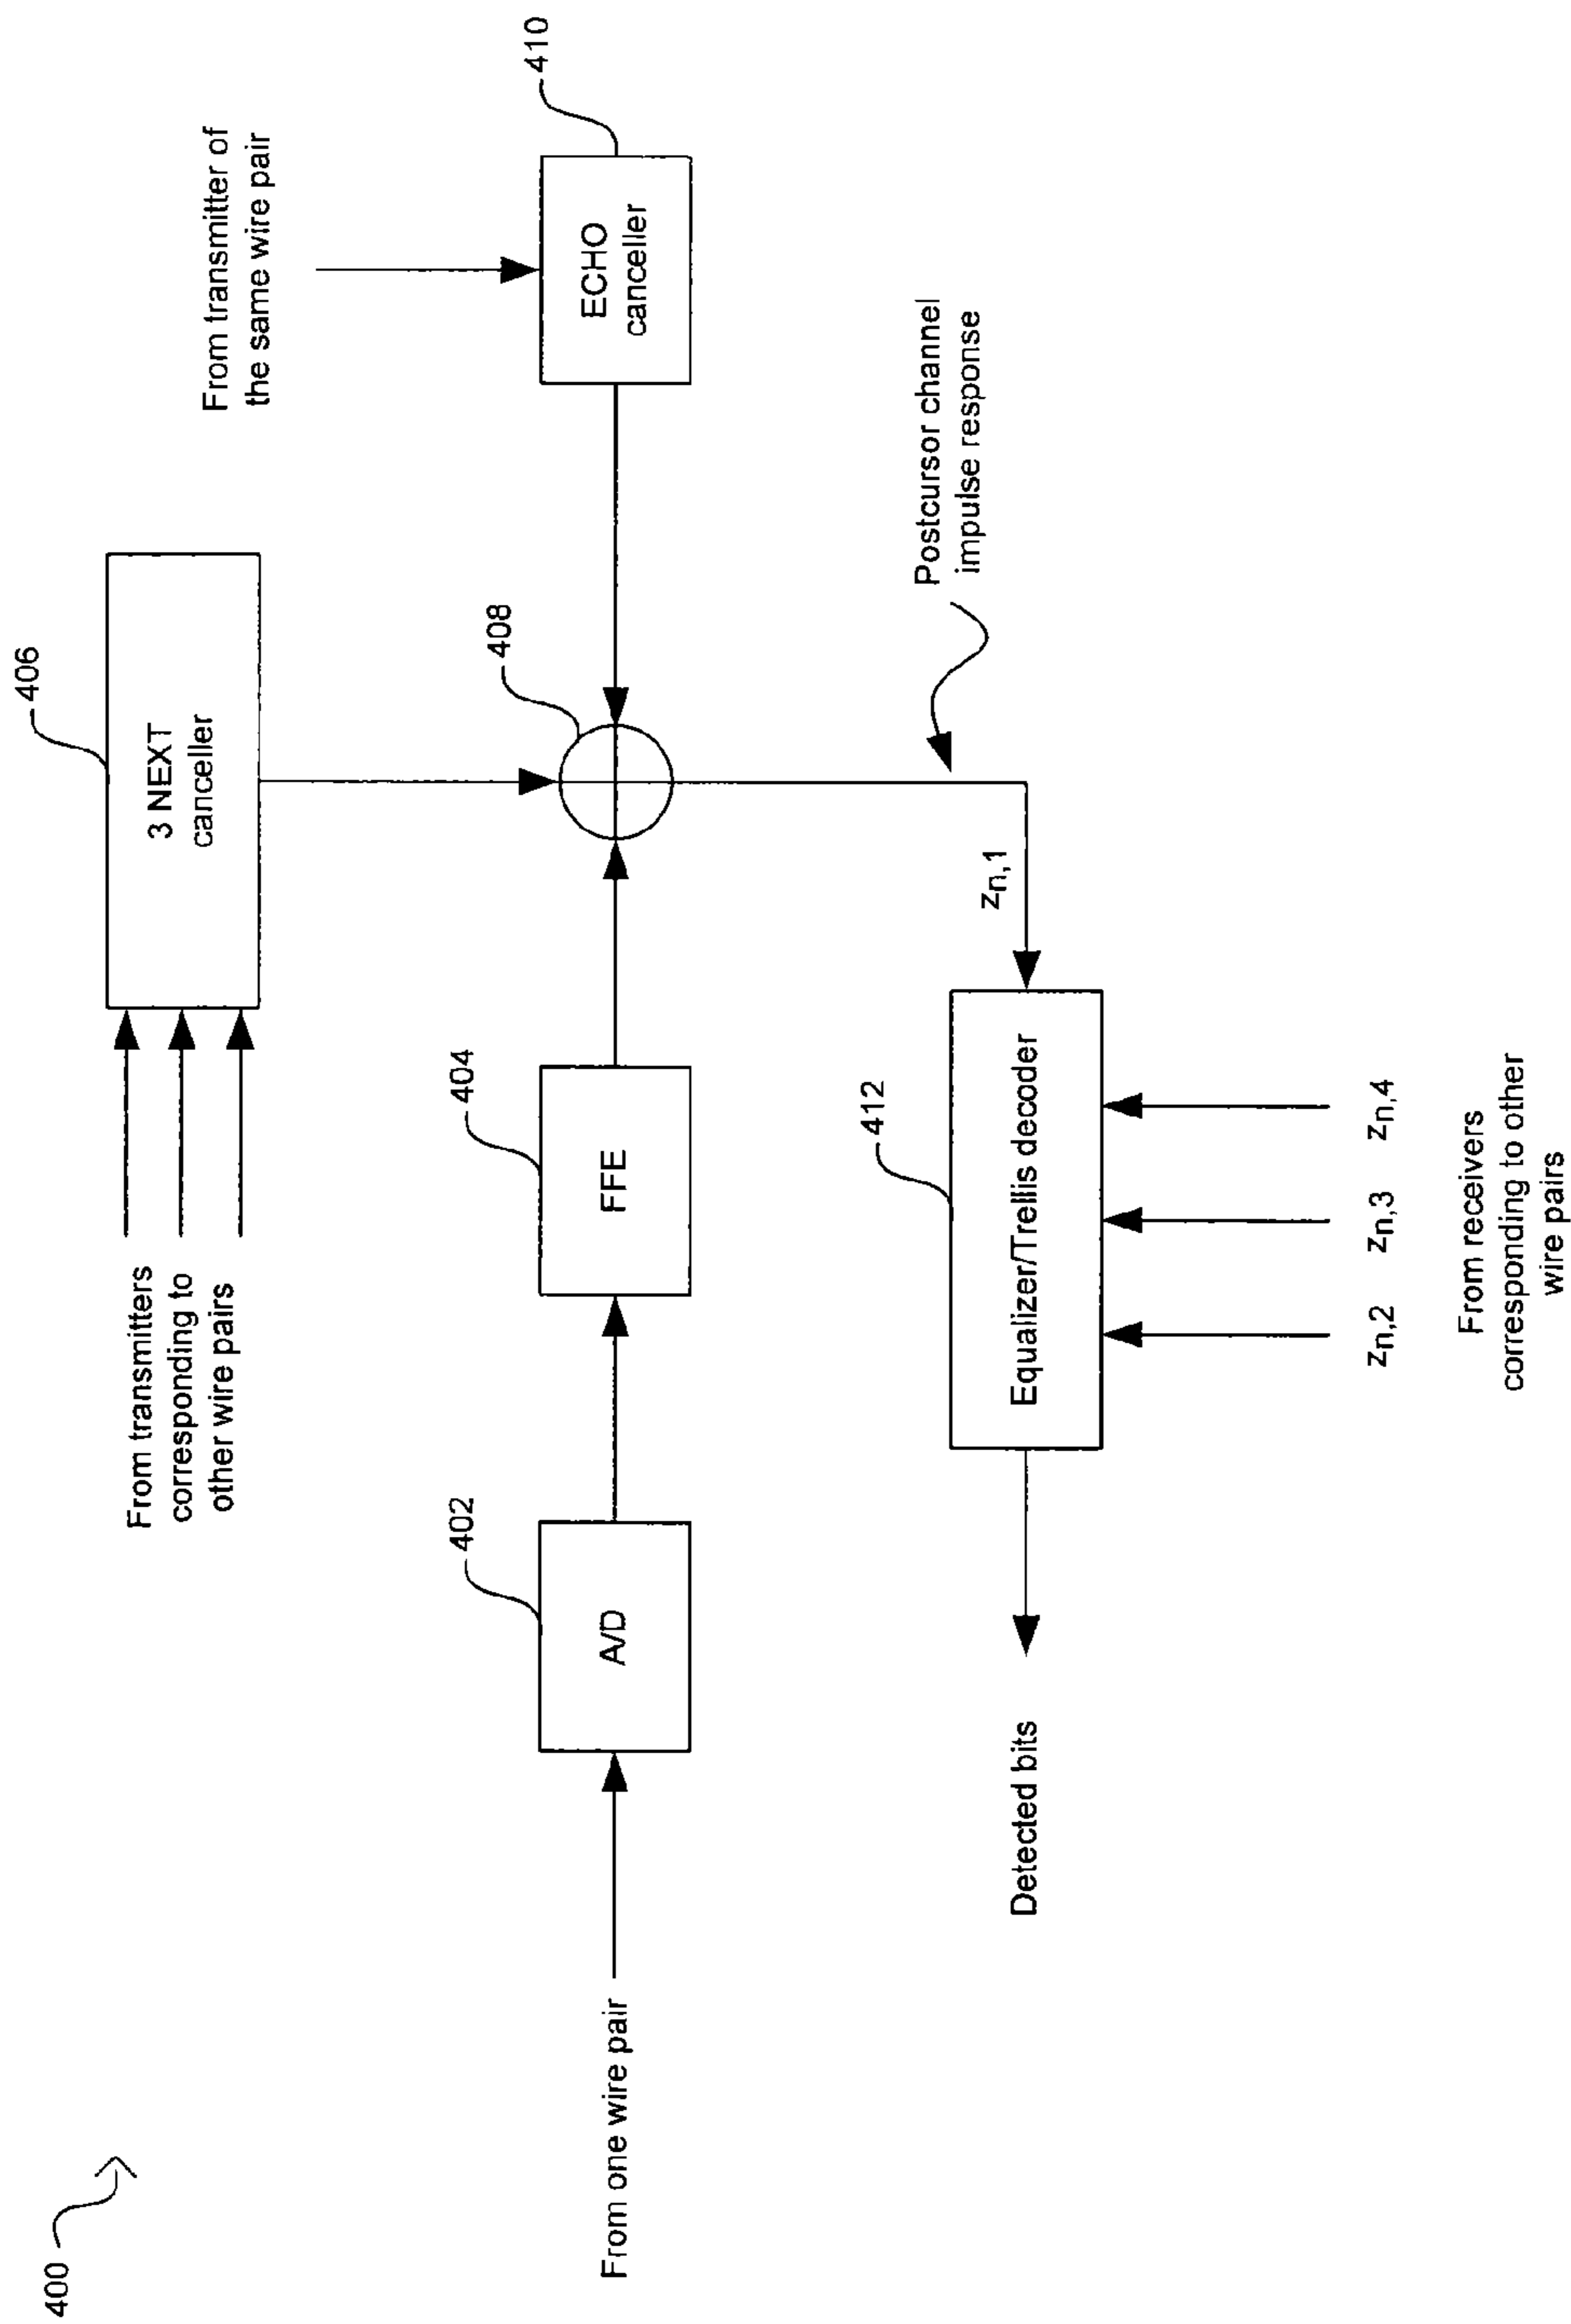 400
From transmitters
corresponding to
other wire pairs
406
3 NEXT
canceller
From transmitter of
the same wire pair
From one wire pair
402
A/D
404
FFE
408
410
ECHO
canceller
Postcursor channel
impulse response
Detected bits
412
Equalizer/Trellis decoder
zn,1
zn,2
zn,3
zn,4
From receivers
corresponding to other
wire pairs